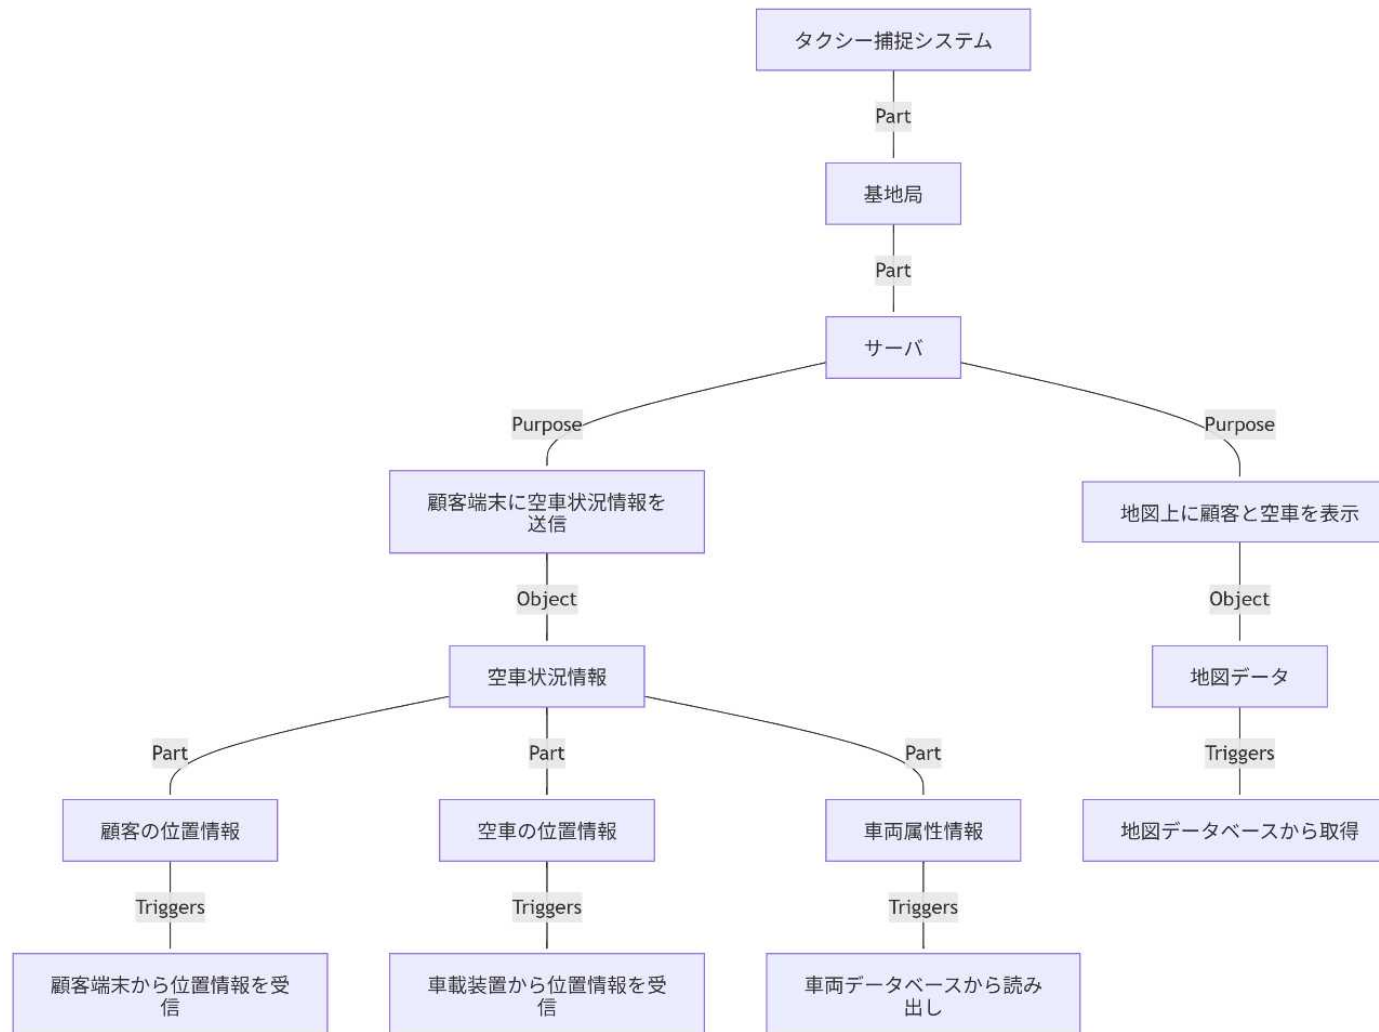 タクシー捕捉システム
Part
基地局
Part
サーバ
Purpose
Purpose
顧客端末に空車状況情報を
送信
地図上に顧客と空車を表示
Object
Object
空車状況情報
地図データ
Part
Part
Part
Triggers
顧客の位置情報
空車の位置情報
車両属性情報
地図データベースから取得
Triggers
Triggers
Triggers
顧客端末から位置情報を受
信
車載装置から位置情報を受
信
車両データベースから読み
出し